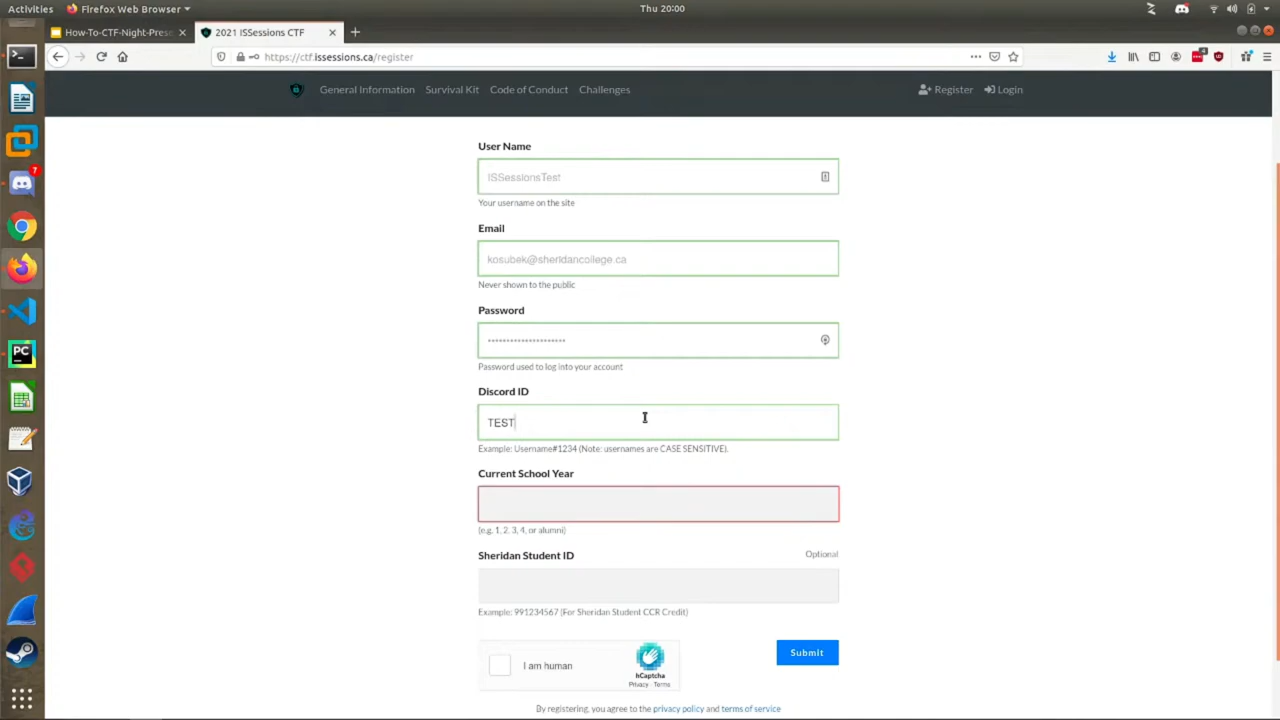 Activities
Firefox Web Browser
Thu 20:00
How-To-CTF-Night-Prese
2021 ISSessions CTF
https://ctf.issessions.ca/register
General Information
Survival Kit
Code of Conduct
Challenges
Register
Login
User Name
ISSessionsTest
Your username on the site
Email
kosubek@sheridancollege.ca
Never shown to the public
Password
•••••••••••••••••••••
Password used to log into your account
Discord ID
TEST
Example: Username#1234 (Note: usernames are CASE SENSITIVE).
Current School Year
(e.g. 1, 2, 3, 4, or alumni)
Sheridan Student ID
Optional
Example: 991234567 (For Sheridan Student CCR Credit)
I am human
hCaptcha
Privacy - Terms
Submit
By registering, you agree to the privacy policy and terms of service